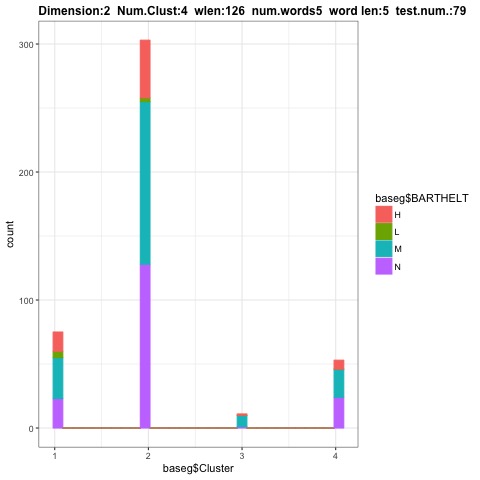 Dimension:2 Num.Clust:4 wlen:126 num.words5 word len:5 test.num.:79
300
200
100
0
count
1 2 3 4
baseg$Cluster
baseg$BARTHELT
H
L
M
N